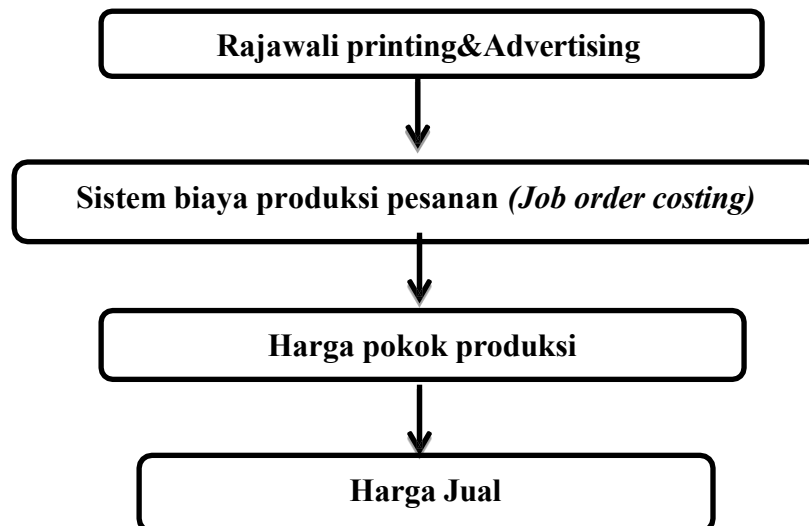 Rajawali printing&Advertising
Sistem biaya produksi pesanan (Job order costing)
Harga pokok produksi
Harga Jual